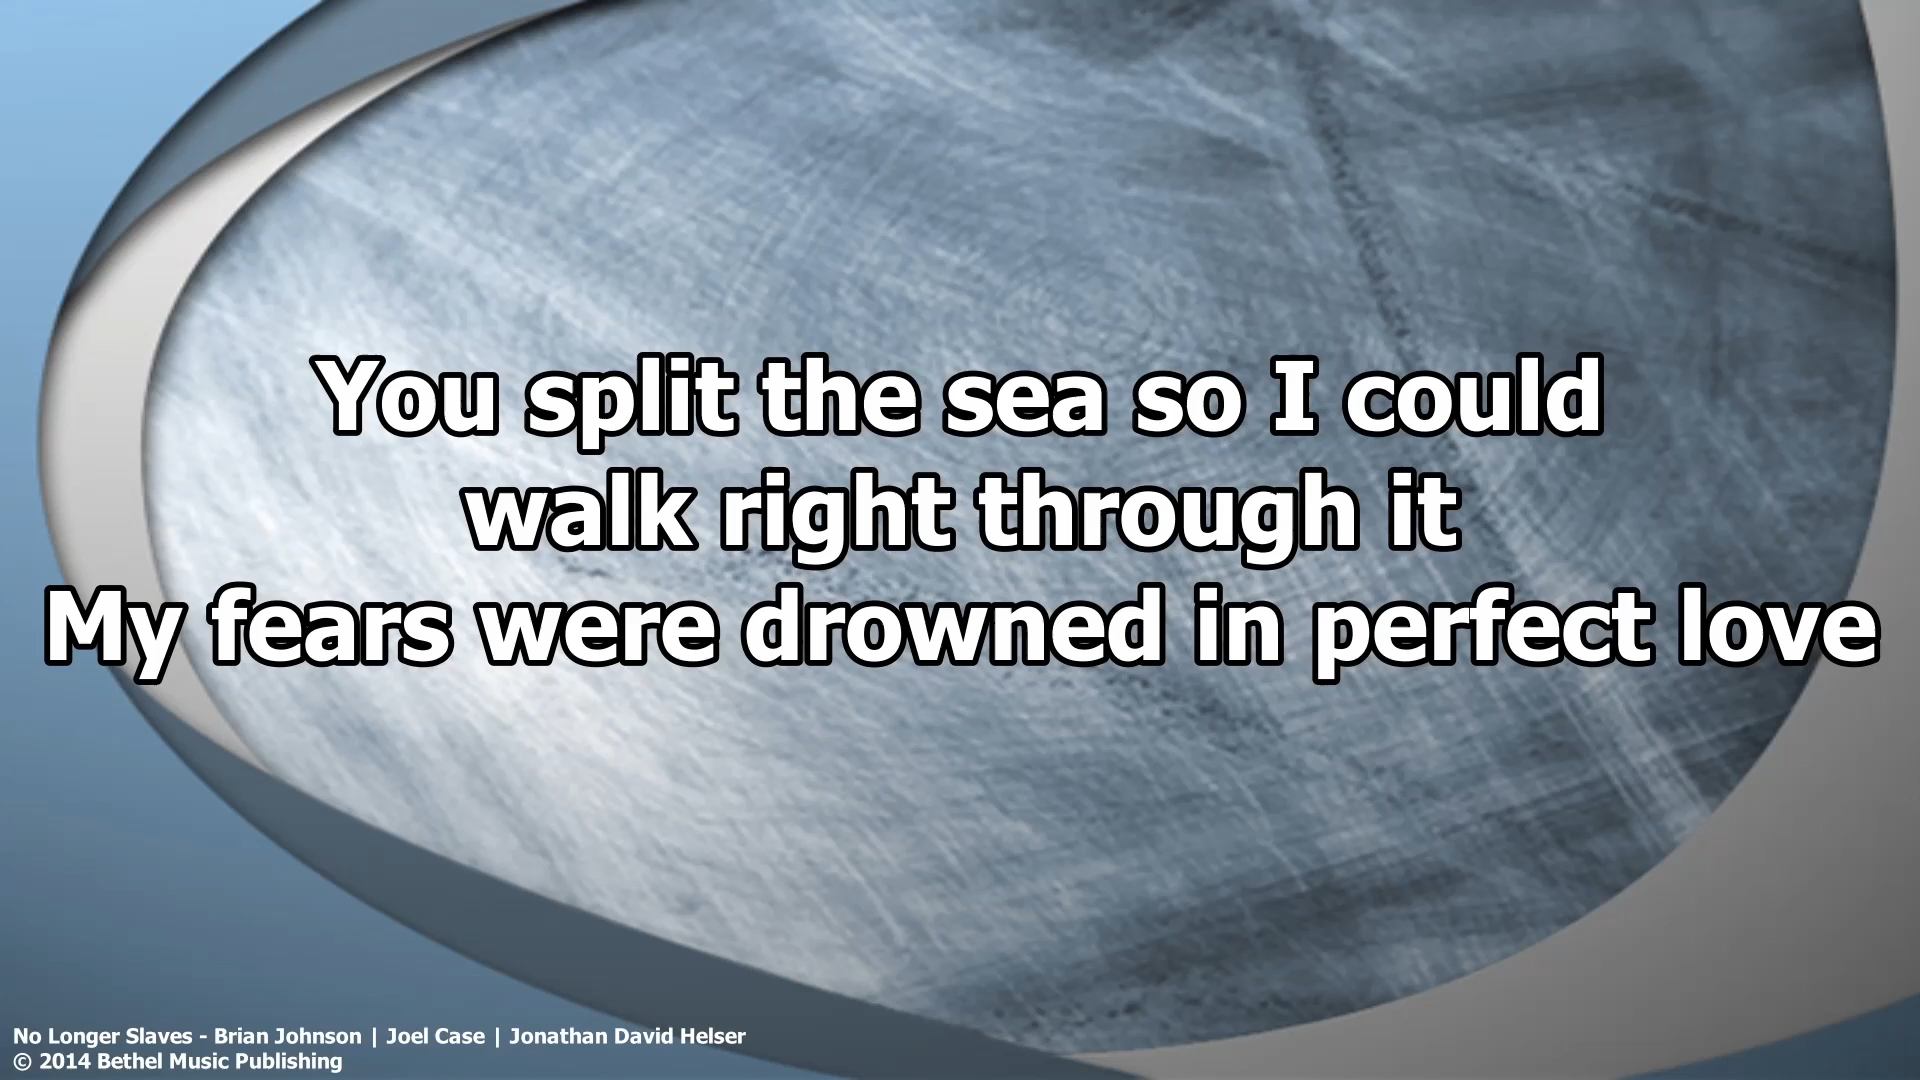 You split the sea so I could
walk right through it
My fears were drowned in perfect love
No Longer Slaves - Brian Johnson | Joel Case | Jonathan David Helser
© 2014 Bethel Music Publishing